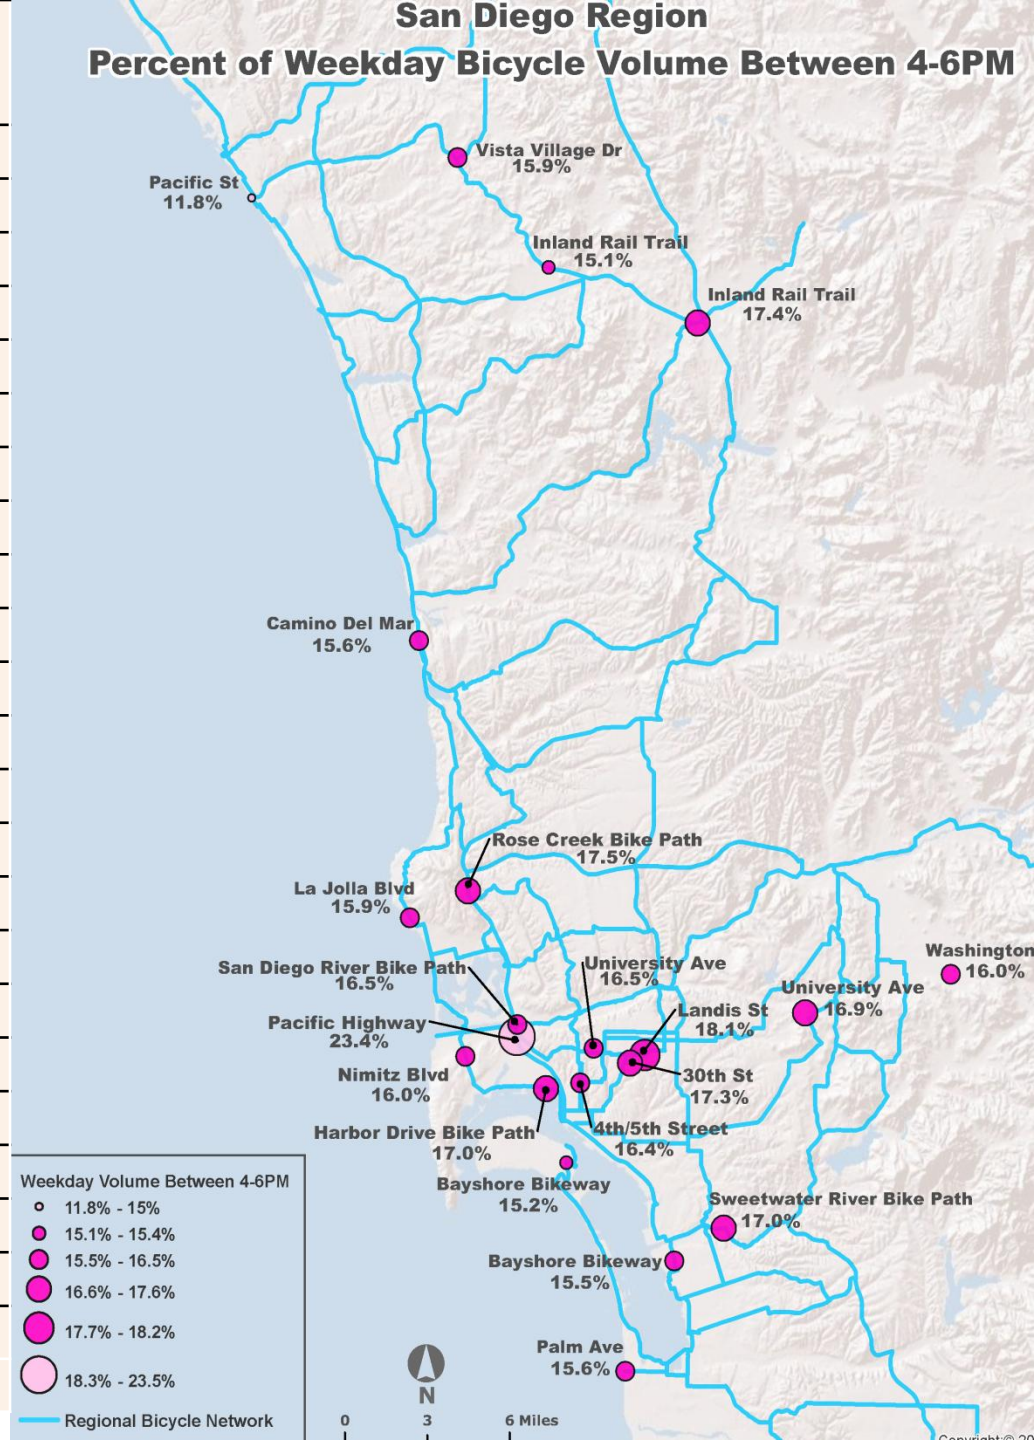 San Diego Region
Percent of Weekday Bicycle Volume Between 4-6PM
Vista Village Dr
15.9%
Pacific St
11.8%
Inland Rail Trail
15.1%
Inland Rail Trail
17.4%
Camino Del Mar
15.6%
Rose Creek Bike Path
17.5%
La Jolla Blvd
15.9%
San Diego River Bike Path
16.5%
University Ave
16.5%
Washington
16.0%
University Ave
16.9%
Landis St
18.1%
Pacific Highway
23.4%
Nimitz Blvd
16.0%
30th St
17.3%
Harbor Drive Bike Path
17.0%
4th/5th Street
16.4%
Bayshore Bikeway
15.2%
Sweetwater River Bike Path
17.0%
Bayshore Bikeway
15.5%
Palm Ave
15.6%
Weekday Volume Between 4-6PM
11.8% - 15%
15.1% - 15.4%
15.5% - 16.5%
16.6% - 17.6%
17.7% - 18.2%
18.3% - 23.5%
Regional Bicycle Network
N
0 3 6 Miles
Copyright:© 20